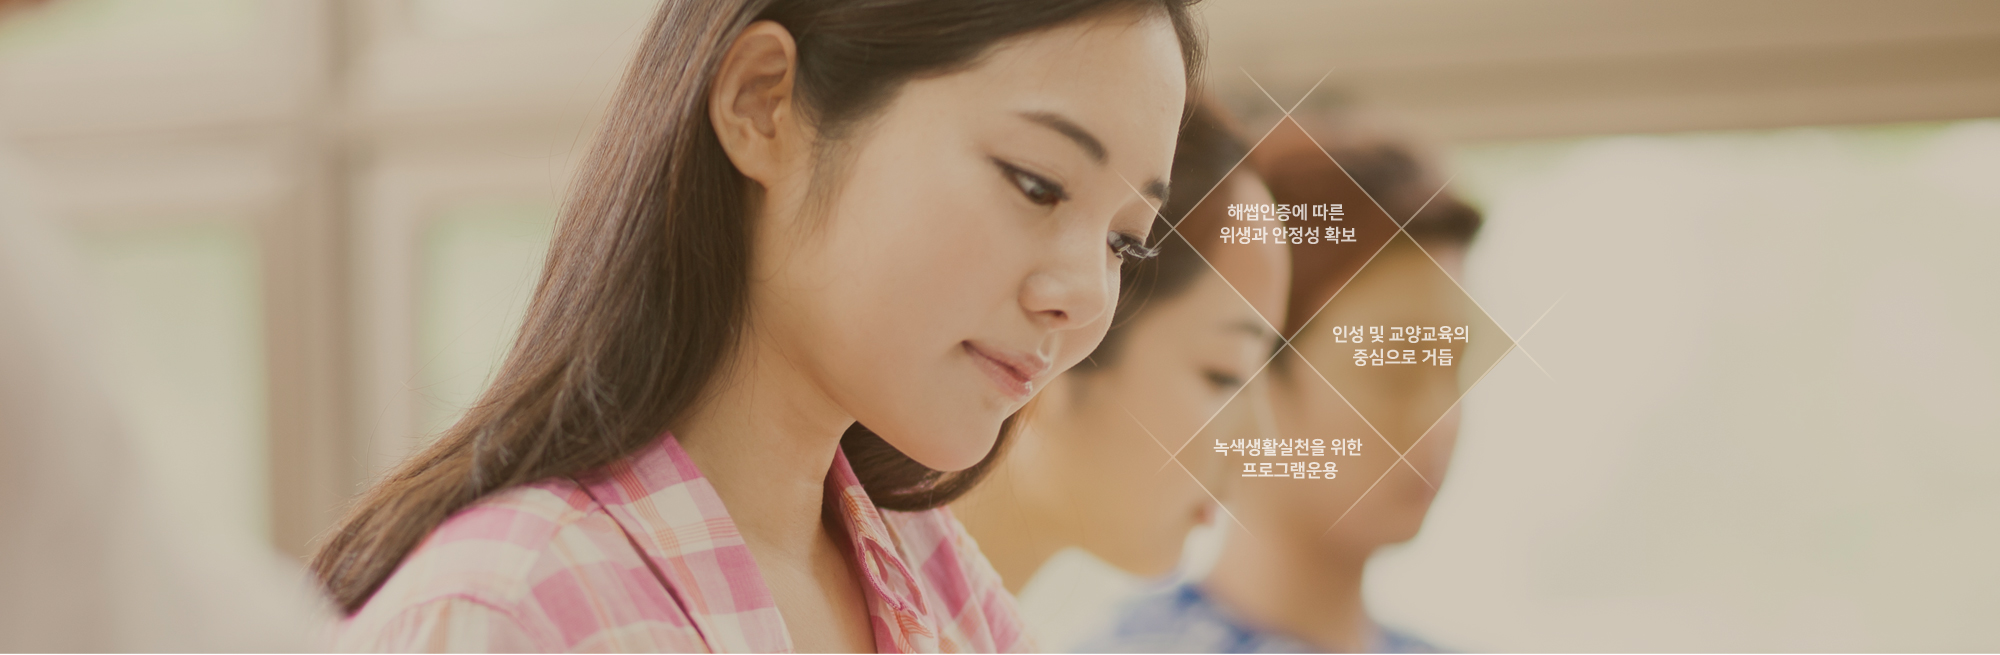 해썹인증에 따른
위생과 안정성 확보
인성 및 교양교육의
중심으로 거듭
녹색생활실천을 위한
프로그램운용